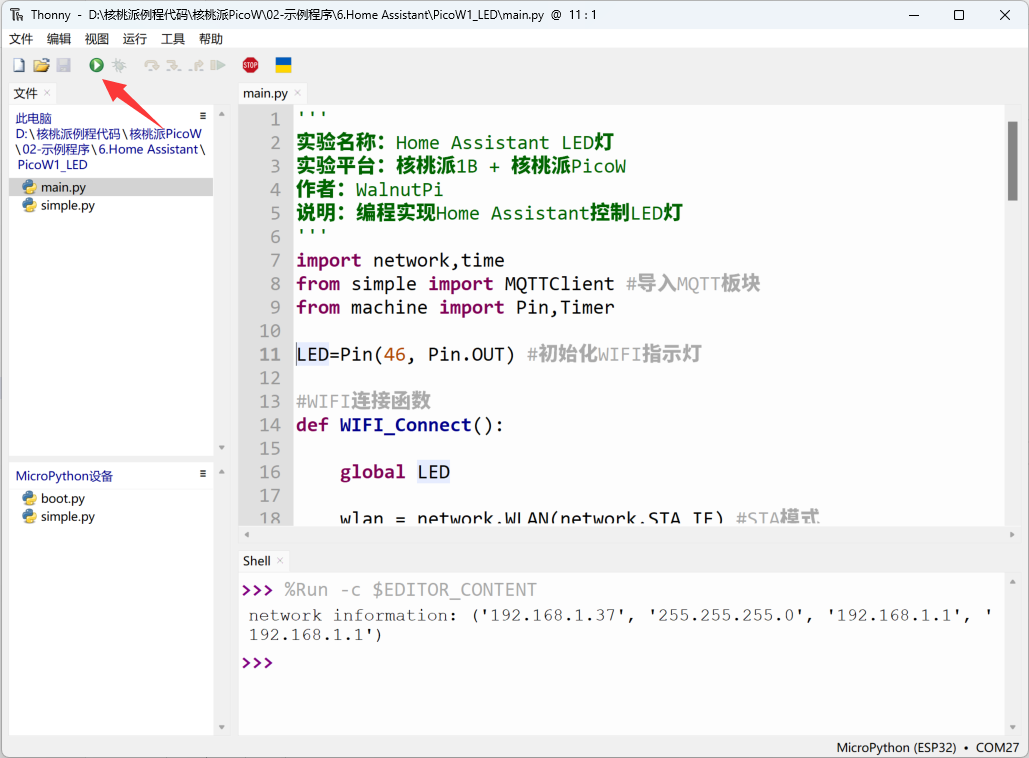 Thonny - D:\核桃派例程代码\核桃派PicoW\02-示例程序\6.Home Assistant\PicoW1_LED\main.py @ 11 : 1
文件 编辑 视图 运行 工具 帮助
STOP
文件
此电脑
D:\核桃派例程代码\核桃派PicoW
\02-示例程序\6.Home Assistant\
PicoW1_LED
main.py
simple.py
MicroPython设备
boot.py
simple.py
main.py
1 '''
2 实验名称：Home Assistant LED灯
3 实验平台：核桃派1B + 核桃派PicoW
4 作者：WalnutPi
5 说明：编程实现Home Assistant控制LED灯
6 '''
7 import network,time
8 from simple import MQTTClient #导入MQTT板块
9 from machine import Pin,Timer
10
11 LED=Pin(46, Pin.OUT) #初始化WIFI指示灯
12
13 #WIFI连接函数
14 def WIFI_Connect():
15
16     global LED
17
18     wlan = network.WLAN(network.STA_IF) #STA模式
Shell
>>> %Run -c $EDITOR_CONTENT
network information: ('192.168.1.37', '255.255.255.0', '192.168.1.1', '
192.168.1.1')
>>>
MicroPython (ESP32) • COM27